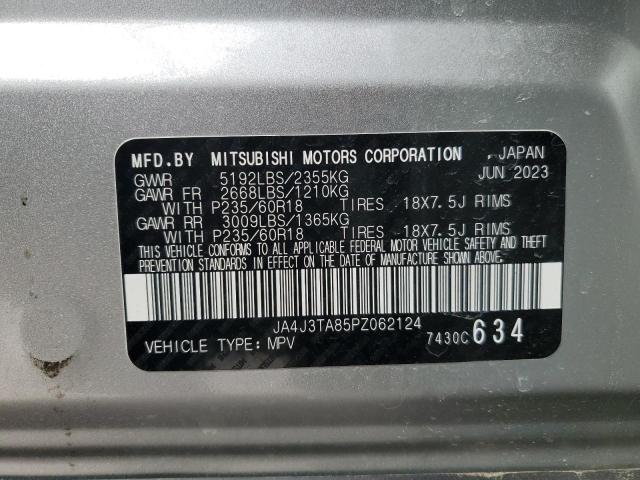 MFD.BY MITSUBISHI MOTORS CORPORATION , JAPAN
GVWR 5192LBS/2355KG JUN 2023
GAWR FR 2668LBS/1210KG
WITH P235/60R18 TIRES 18X7.5J RIMS
GAWR RR 3009LBS/1365KG
WITH P235/60R18 TIRES 18X7.5J RIMS
THIS VEHICLE CONFORMS TO ALL APPLICABLE FEDERAL MOTOR VEHICLE SAFETY AND THEFT
PREVENTION STANDARDS IN EFFECT ON THE DATE OF MANUFACTURE SHOWN ABOVE.
JA4J3TA85PZ062124
VEHICLE TYPE: MPV 7430C 634